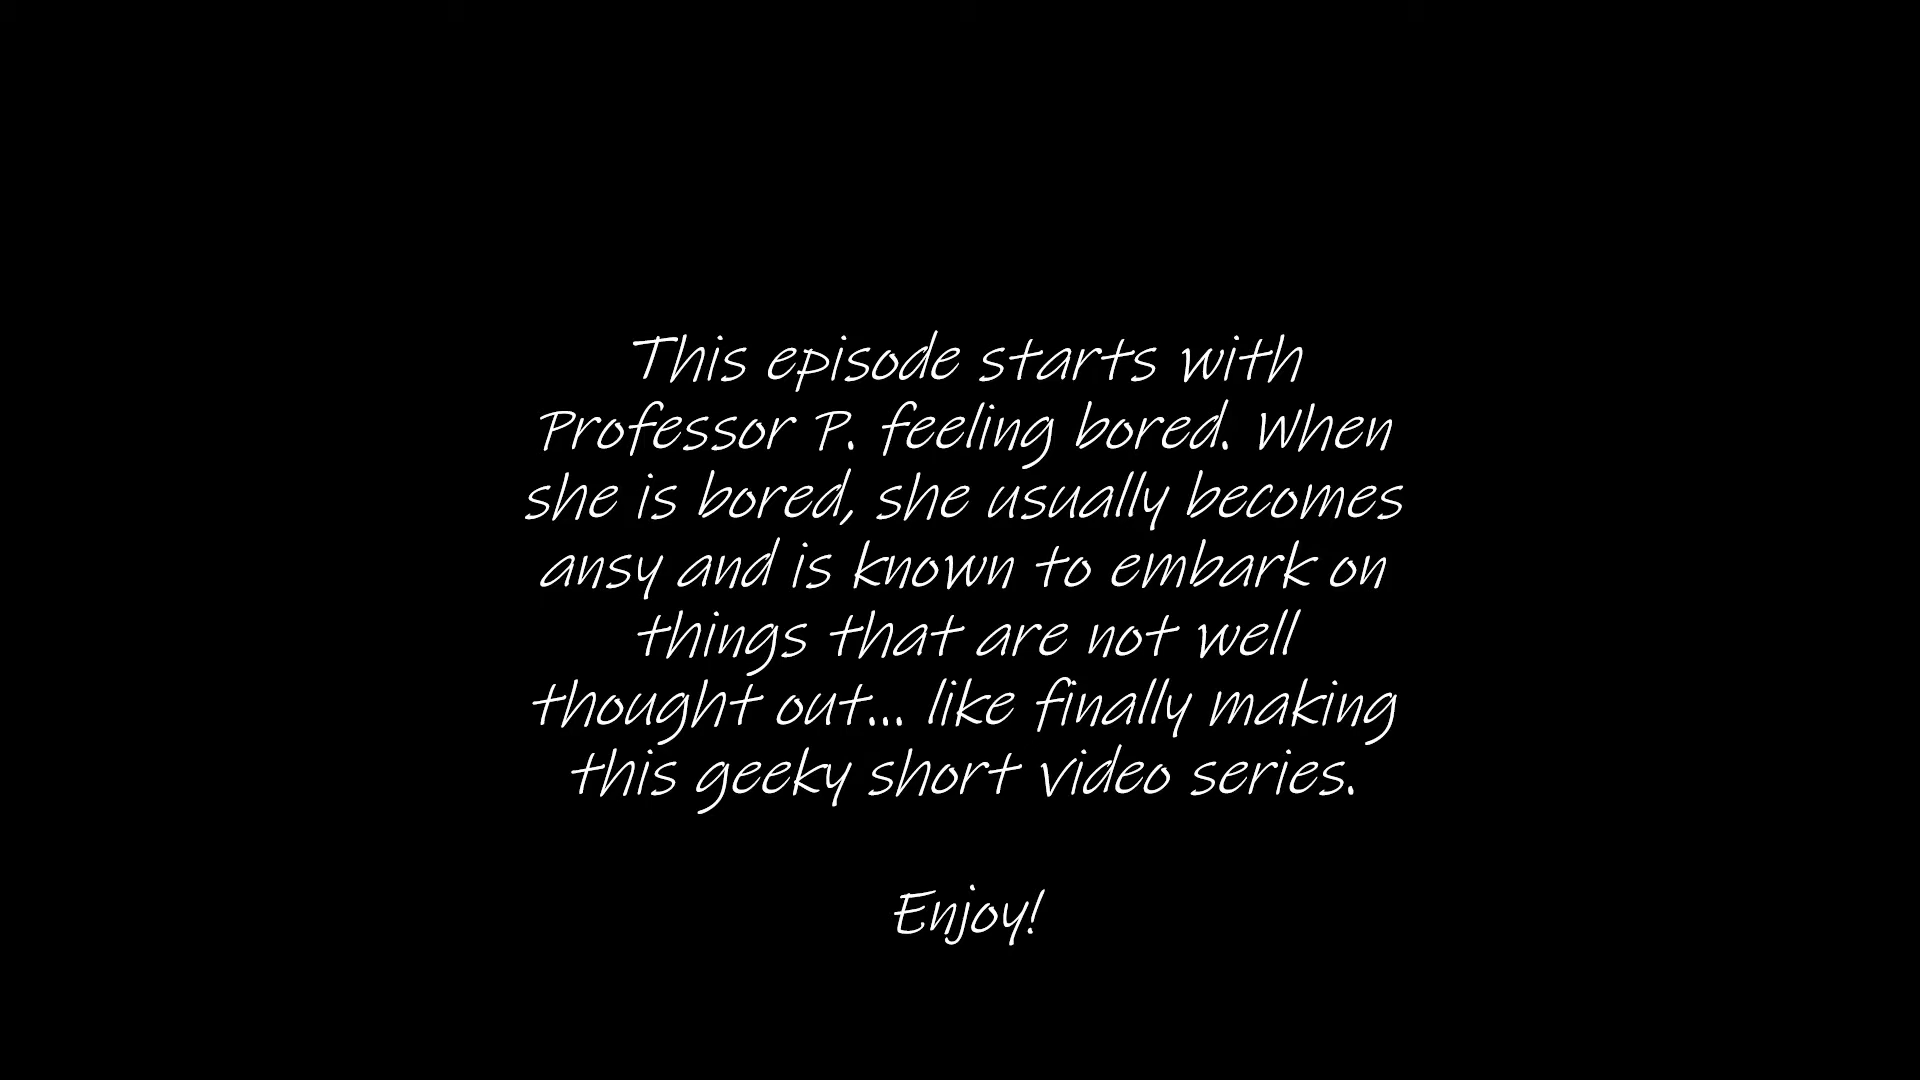 This episode starts with
Professor P. feeling bored. When
she is bored, she usually becomes
ansy and is known to embark on
things that are not well
thought out... like finally making
this geeky short video series.
Enjoy!